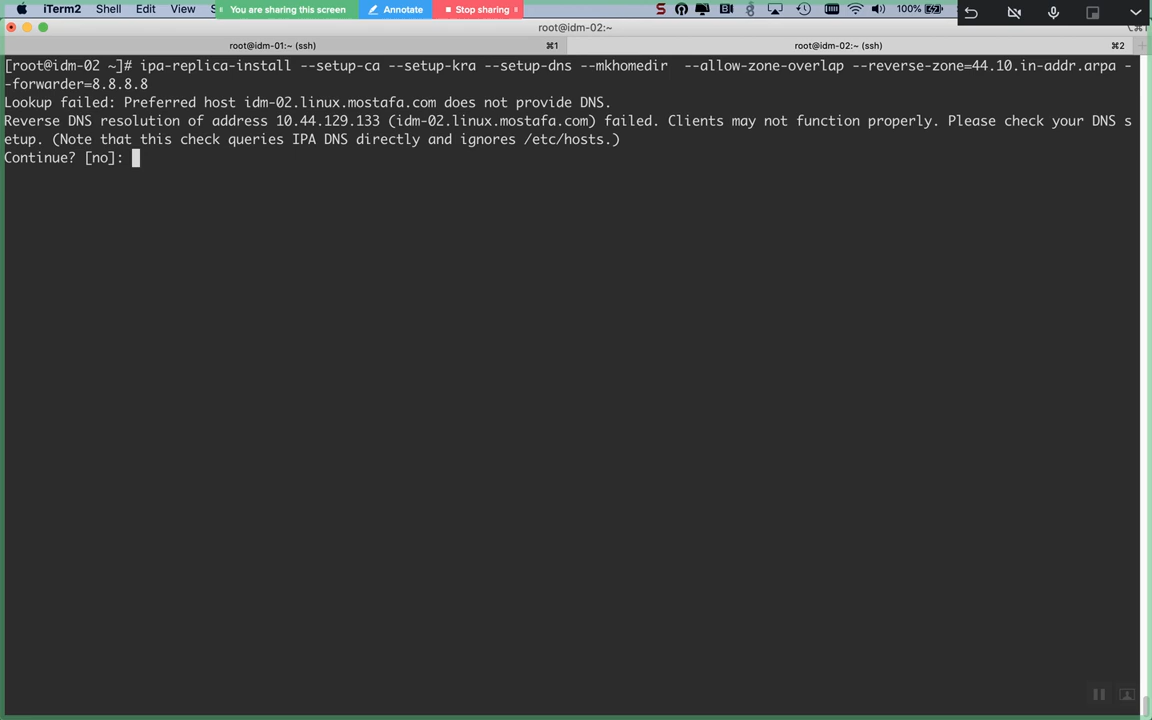 iTerm2 Shell Edit View S You are sharing this screen Annotate Stop sharing 100%
root@idm-02:~ ⌥⌘1
root@idm-01:~ (ssh) ⌘1 root@idm-02:~ (ssh) ⌘2
[root@idm-02 ~]# ipa-replica-install --setup-ca --setup-kra --setup-dns --mkhomedir  --allow-zone-overlap --reverse-zone=44.10.in-addr.arpa -
-forwarder=8.8.8.8
Lookup failed: Preferred host idm-02.linux.mostafa.com does not provide DNS.
Reverse DNS resolution of address 10.44.129.133 (idm-02.linux.mostafa.com) failed. Clients may not function properly. Please check your DNS s
etup. (Note that this check queries IPA DNS directly and ignores /etc/hosts.)
Continue? [no]: